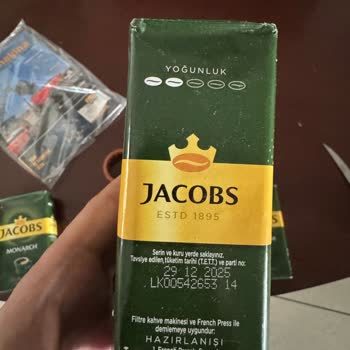 YOĞUNLUK
JACOBS
ESTD 1895
Serin ve kuru yerde saklayınız.
Tavsiye edilen tüketim tarihi (T.E.T.T.) ve parti no:
29 12 2025
LK00542653 14
Filtre kahve makinesi ve French Press ile
demlemeye uygundur:
HAZIRLANIŞI
JACOBS
MONARCH